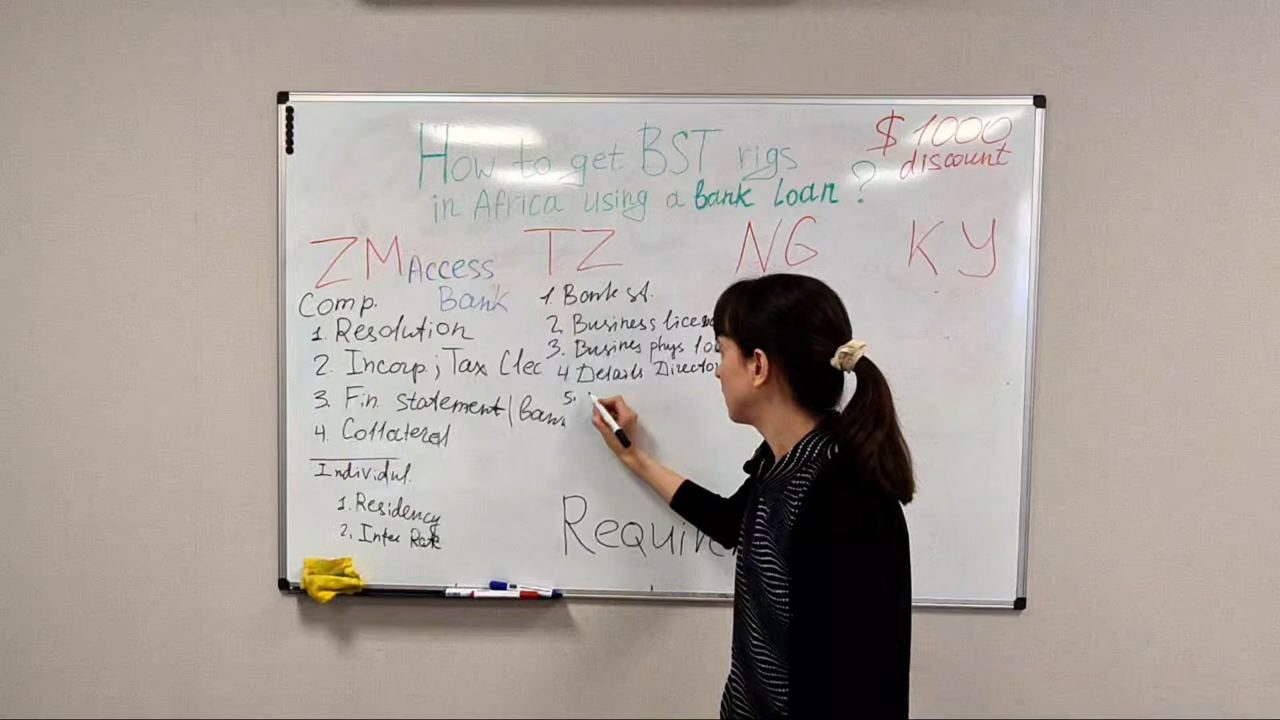 How to get BST rigs
in Africa using a bank loan?
$ 1000
discount
ZM Access
Bank
Comp.
1. Resolution
2. Incorp; Tax Clec
3. Fin. statement/
4. Collateral
Individul.
1. Residency
2. Inter Rate
TZ
1. Bank st.
2. Business
3. Busines phys
4 Details
5.
NG
KY